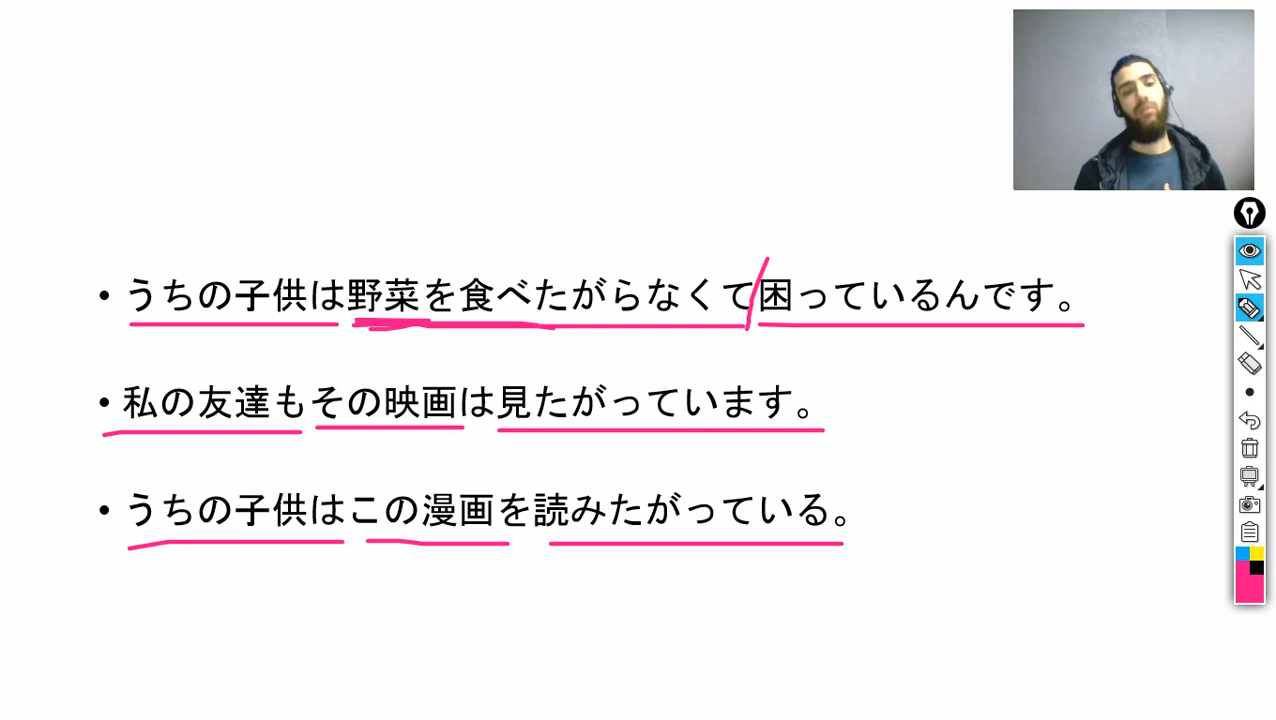 • うちの子供は野菜を食べたがらなくて困っているんです。
• 私の友達もその映画は見たがっています。
• うちの子供はこの漫画を読みたがっている。